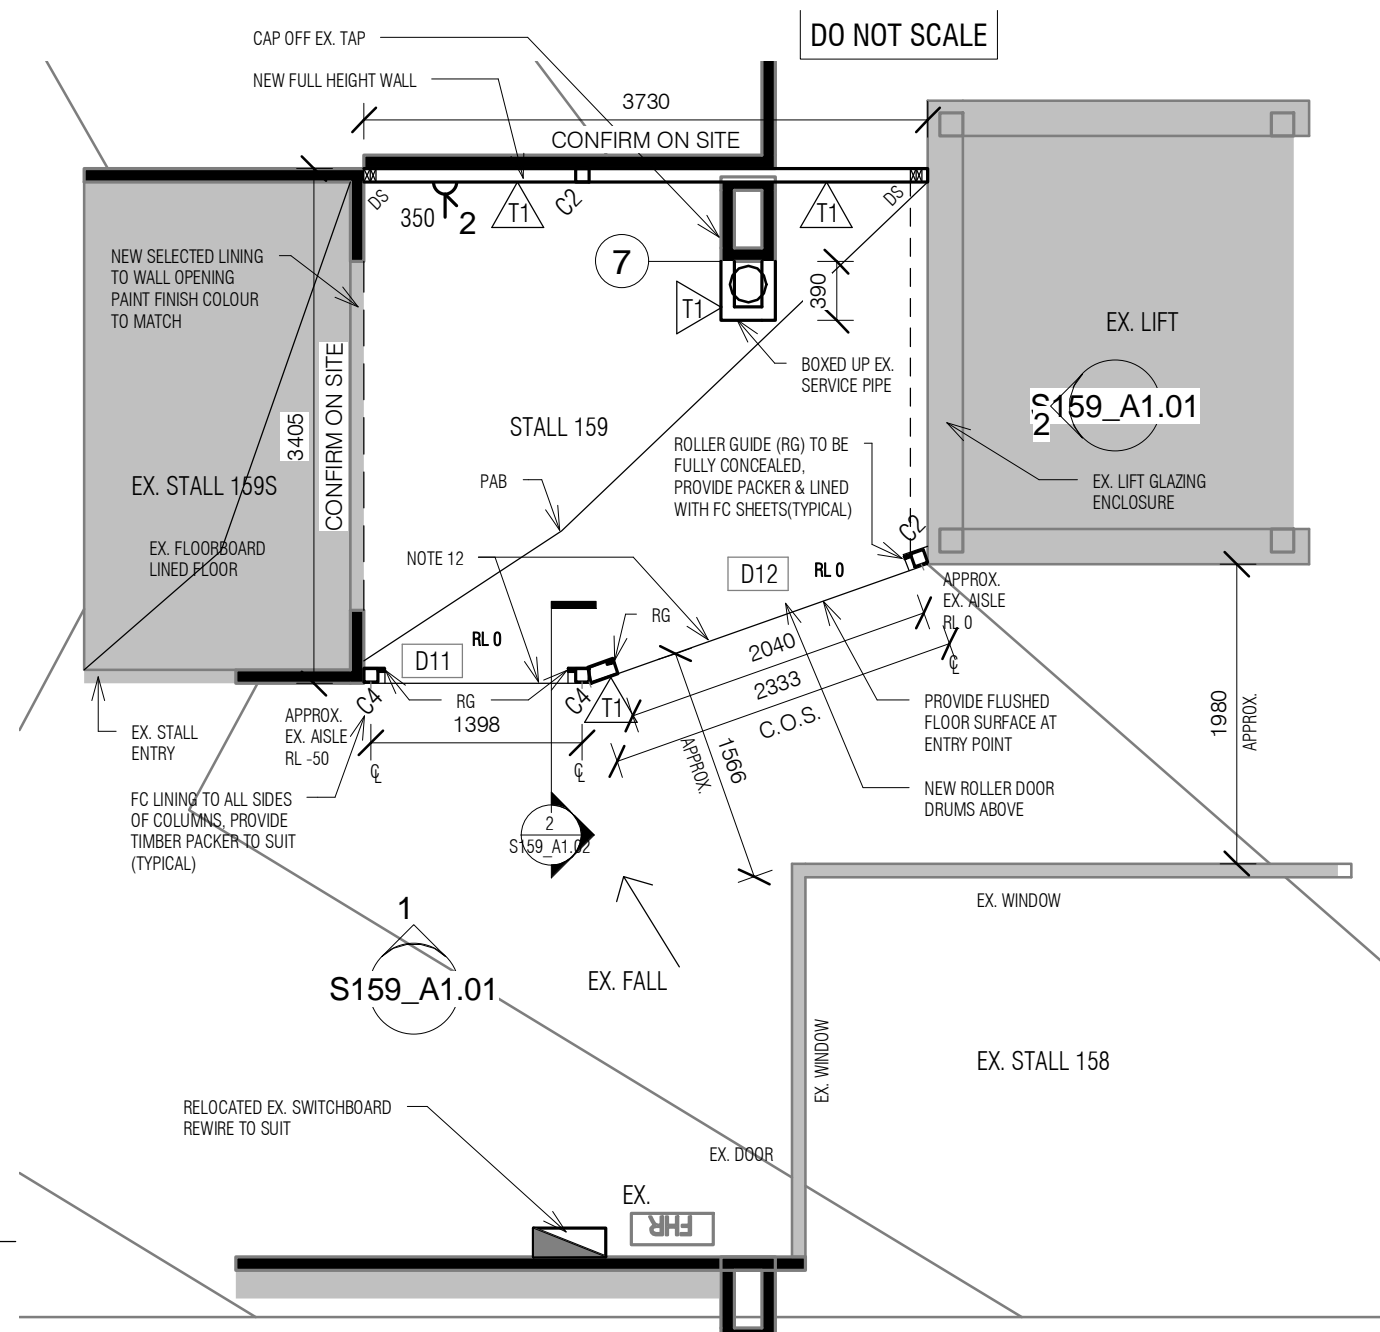 DO NOT SCALE
CAP OFF EX. TAP
NEW FULL HEIGHT WALL
3730
CONFIRM ON SITE
DS
350
2
T1
C2
T1
DS
NEW SELECTED LINING
TO WALL OPENING
PAINT FINISH COLOUR
TO MATCH
7
T1
390
EX. LIFT
BOXED UP EX.
SERVICE PIPE
S159_A1.01
2
3405
CONFIRM ON SITE
STALL 159
ROLLER GUIDE (RG) TO BE
FULLY CONCEALED,
PROVIDE PACKER & LINED
WITH FC SHEETS(TYPICAL)
EX. STALL 159S
PAB
EX. LIFT GLAZING
ENCLOSURE
EX. FLOORBOARD
LINED FLOOR
NOTE 12
C2
D12
RL 0
APPROX.
EX. AISLE
RL 0
RG
RL 0
D11
2040
2333
C.O.S.
℄
C4
RG
C4
T1
1398
APPROX.
EX. AISLE
RL -50
EX. STALL
ENTRY
℄
℄
APPROX.
1566
PROVIDE FLUSHED
FLOOR SURFACE AT
ENTRY POINT
1980
APPROX.
NEW ROLLER DOOR
DRUMS ABOVE
FC LINING TO ALL SIDES
OF COLUMNS, PROVIDE
TIMBER PACKER TO SUIT
(TYPICAL)
2
S159_A1.02
EX. WINDOW
1
S159_A1.01
EX. FALL
EX. WINDOW
EX. STALL 158
RELOCATED EX. SWITCHBOARD
REWIRE TO SUIT
EX. DOOR
EX.
FHR